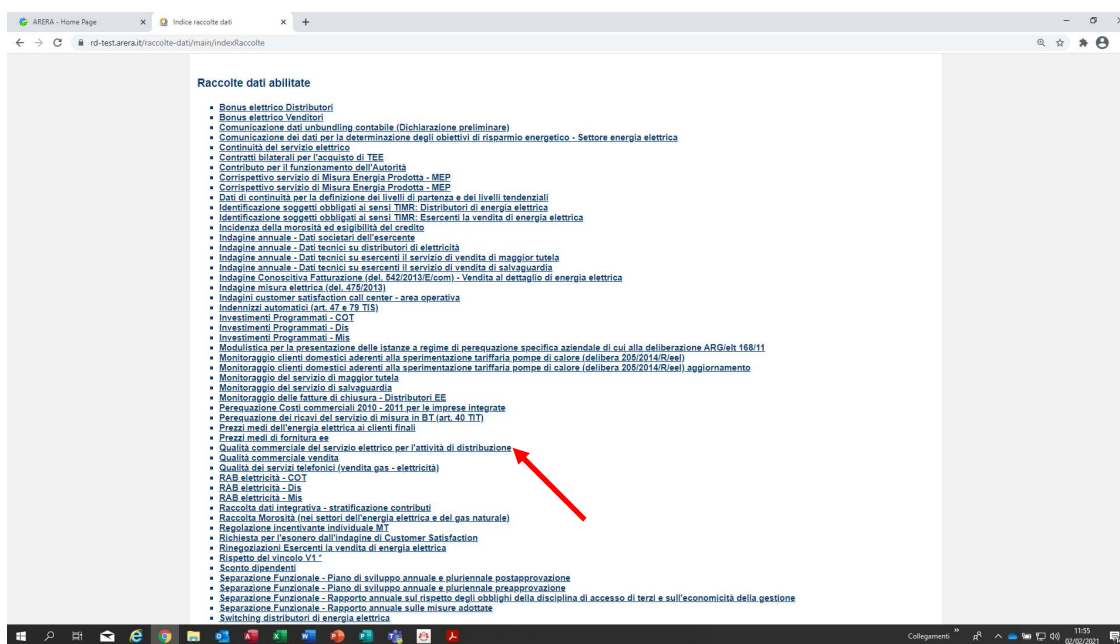 ARERA - Home Page
Indice raccolte dati
rd-test.arera.it/raccolte-dati/main/indexRaccolte
Raccolte dati abilitate
Bonus elettrico Distributori
Bonus elettrico Venditori
Comunicazione dati unbundling contabile (Dichiarazione preliminare)
Comunicazione dei dati per la determinazione degli obiettivi di risparmio energetico - Settore energia elettrica
Continuità del servizio elettrico
Contratti bilaterali per l'acquisto di TEE
Contributo per il funzionamento dell'Autorità
Corrispettivo servizio di Misura Energia Prodotta - MEP
Corrispettivo servizio di Misura Energia Prodotta - MEP
Dati di continuità per la definizione dei livelli di partenza e dei livelli tendenziali
Identificazione soggetti obbligati ai sensi TIMR: Distributori di energia elettrica
Identificazione soggetti obbligati ai sensi TIMR: Esercenti la vendita di energia elettrica
Incidenza della morosità ed esigibilità del credito
Indagine annuale - Dati societari dell'esercente
Indagine annuale - Dati tecnici su distributori di elettricità
Indagine annuale - Dati tecnici su esercenti il servizio di vendita di maggior tutela
Indagine annuale - Dati tecnici su esercenti il servizio di vendita di salvaguardia
Indagine Conoscitiva Fatturazione (del. 542/2013/E/com) - Vendita al dettaglio di energia elettrica
Indagine misura elettrica (del. 475/2013)
Indagini customer satisfaction call center - area operativa
Indennizzi automatici (art. 47 e 79 TIS)
Investimenti Programmati - COT
Investimenti Programmati - Dis
Investimenti Programmati - Mis
Modulistica per la presentazione delle istanze a regime di perequazione specifica aziendale di cui alla deliberazione ARG/elt 168/11
Monitoraggio clienti domestici aderenti alla sperimentazione tariffaria pompe di calore (delibera 205/2014/R/eel)
Monitoraggio clienti domestici aderenti alla sperimentazione tariffaria pompe di calore (delibera 205/2014/R/eel) aggiornamento
Monitoraggio del servizio di maggior tutela
Monitoraggio del servizio di salvaguardia
Monitoraggio delle fatture di chiusura - Distributori EE
Perequazione Costi commerciali 2010 - 2011 per le imprese integrate
Perequazione dei ricavi del servizio di misura in BT (art. 40 TIT)
Prezzi medi dell'energia elettrica ai clienti finali
Prezzi medi di fornitura ee
Qualità commerciale del servizio elettrico per l'attività di distribuzione
Qualità commerciale vendita
Qualità dei servizi telefonici (vendita gas - elettricità)
RAB elettricità - COT
RAB elettricità - Dis
RAB elettricità - Mis
Raccolta dati integrativa - stratificazione contributi
Raccolta Morosità (nei settori dell'energia elettrica e del gas naturale)
Regolazione incentivante individuale MT
Richiesta per l'esonero dall'indagine di Customer Satisfaction
Rinegoziazioni Esercenti la vendita di energia elettrica
Rispetto del vincolo V1 *
Sconto dipendenti
Separazione Funzionale - Piano di sviluppo annuale e pluriennale postapprovazione
Separazione Funzionale - Piano di sviluppo annuale e pluriennale preapprovazione
Separazione Funzionale - Rapporto annuale sul rispetto degli obblighi della disciplina di accesso di terzi e sull'economicità della gestione
Separazione Funzionale - Rapporto annuale sulle misure adottate
Switching distributori di energia elettrica
Collegamenti
11:55
02/02/2021